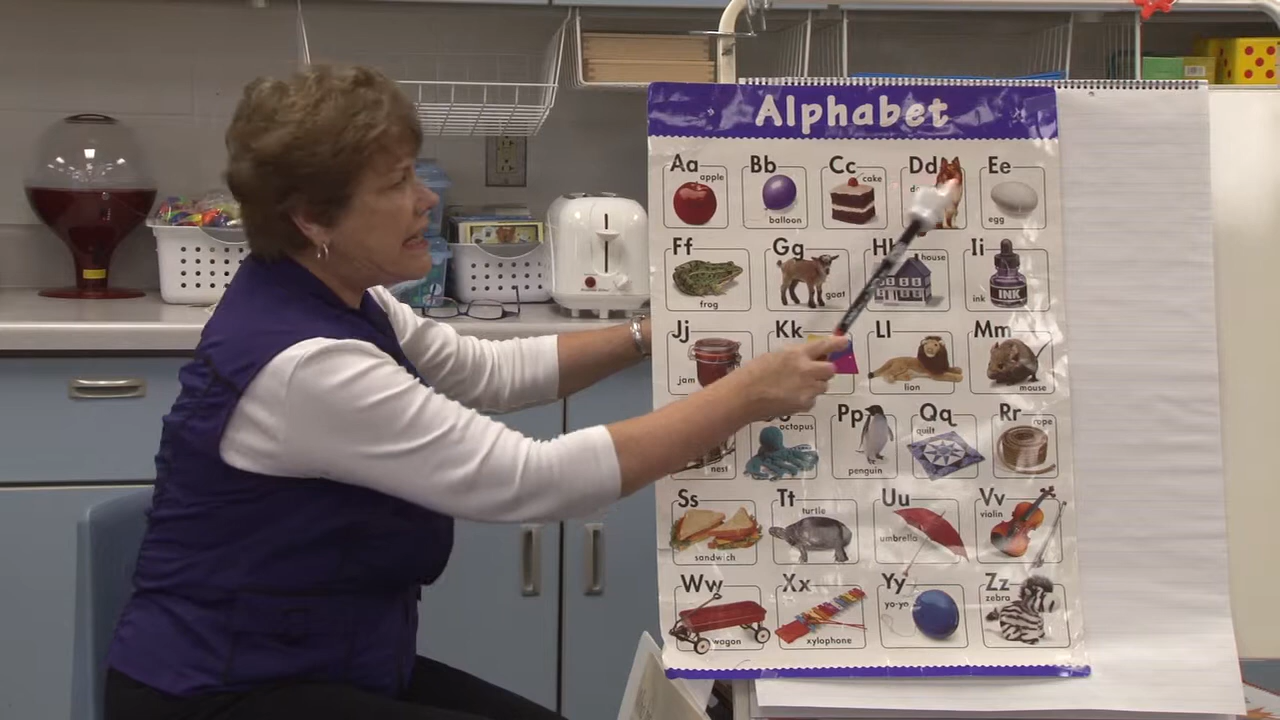 Alphabet
Aa apple
Bb balloon
Cc cake
Dd
Ee egg
Ff frog
Gg goat
Hh house
Ii ink
INK
Jj jam
Kk
Ll lion
Mm mouse
nest
octopus
Pp penguin
Qq quilt
Rr rope
Ss sandwich
Tt turtle
Uu umbrella
Vv violin
Ww wagon
Xx xylophone
Yy yo-yo
Zz zebra